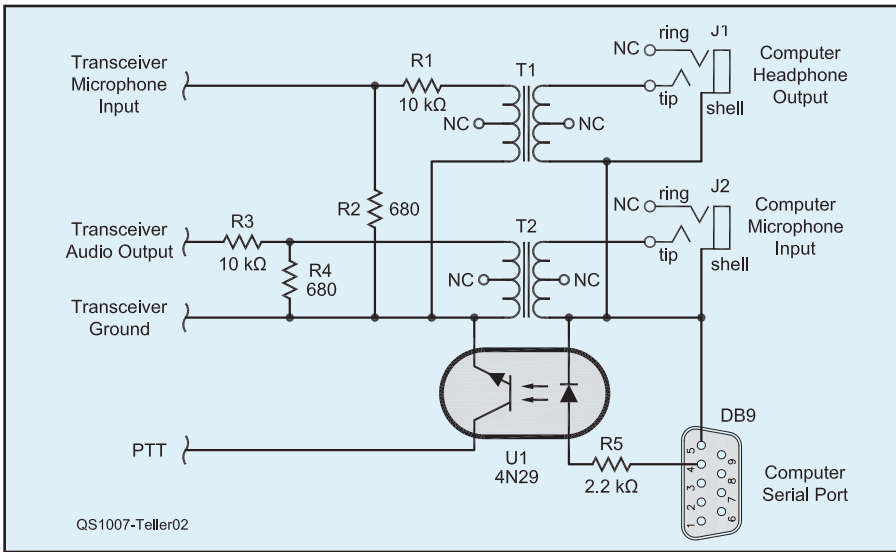 Transceiver
Microphone
Input
R1
10 kΩ
T1
NC
NC
NC
ring
tip
J1
shell
Computer
Headphone
Output
R2
680
Transceiver
Audio Output
R3
10 kΩ
R4
680
T2
NC
NC
NC
ring
tip
J2
shell
Computer
Microphone
Input
Transceiver
Ground
PTT
U1
4N29
R5
2.2 kΩ
DB9
5
4
3
2
1
9
8
7
6
Computer
Serial Port
QS1007-Teller02